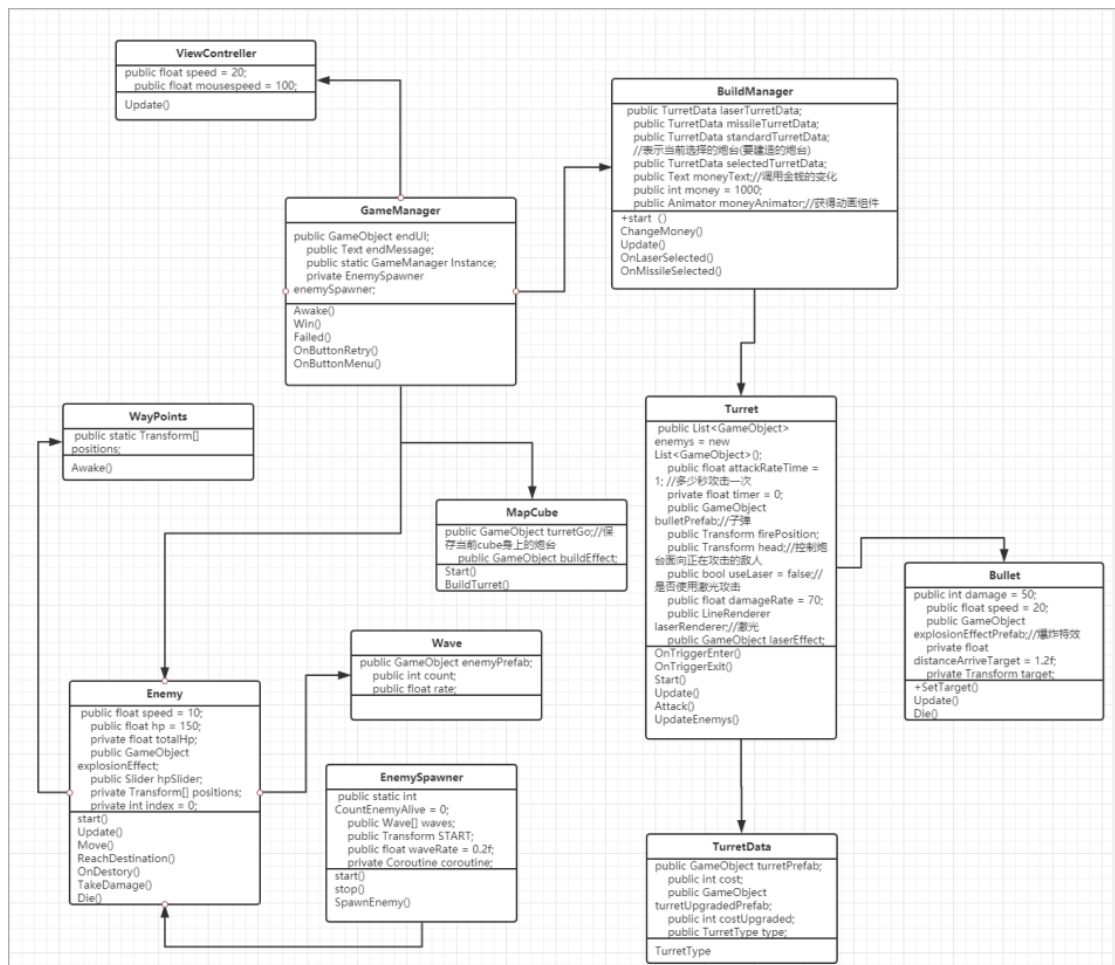 ViewContreller
public float speed = 20;
public float mousespeed = 100;
Update()
BuildManager
public TurretData laserTurretData;
public TurretData missileTurretData;
public TurretData standardTurretData;
//表示当前选择的炮台(要建造的炮台)
public TurretData selectedTurretData;
public Text moneyText;//调用金钱的变化
public int money = 1000;
public Animator moneyAnimator;//获得动画组件
+start（）
ChangeMoney()
Update()
OnLaserSelected()
OnMissileSelected()
GameManager
public GameObject endUI;
public Text endMessage;
public static GameManager Instance;
private EnemySpawner
enemySpawner;
Awake()
Win()
Failed()
OnButtonRetry()
OnButtonMenu()
WayPoints
public static Transform[]
positions;
Awake()
Turret
public List<GameObject>
enemys = new
List<GameObject>();
public float attackRateTime =
1; //多少秒攻击一次
private float timer = 0;
public GameObject
bulletPrefab;//子弹
public Transform firePosition;
public Transform head;//控制炮
台面向正在攻击的敌人
public bool useLaser = false;//
是否使用激光攻击
public float damageRate = 70;
public LineRenderer
laserRenderer;//激光
public GameObject laserEffect;
OnTriggerEnter()
OnTriggerExit()
Start()
Update()
Attack()
UpdateEnemys()
MapCube
public GameObject turretGo;//保
存当前cube身上的炮台
public GameObject buildEffect;
Start()
BuildTurret()
Bullet
public int damage = 50;
public float speed = 20;
public GameObject
explosionEffectPrefab;//爆炸特效
private float
distanceArriveTarget = 1.2f;
private Transform target;
+SetTarget()
Update()
Die()
Wave
public GameObject enemyPrefab;
public int count;
public float rate;
Enemy
public float speed = 10;
public float hp = 150;
private float totalHp;
public GameObject
explosionEffect;
public Slider hpSlider;
private Transform[] positions;
private int index = 0;
start()
Update()
Move()
ReachDestination()
OnDestory()
TakeDamage()
Die()
EnemySpawner
public static int
CountEnemyAlive = 0;
public Wave[] waves;
public Transform START;
public float waveRate = 0.2f;
private Coroutine coroutine;
start()
stop()
SpawnEnemy()
TurretData
public GameObject turretPrefab;
public int cost;
public GameObject
turretUpgradedPrefab;
public int costUpgraded;
public TurretType type;
TurretType